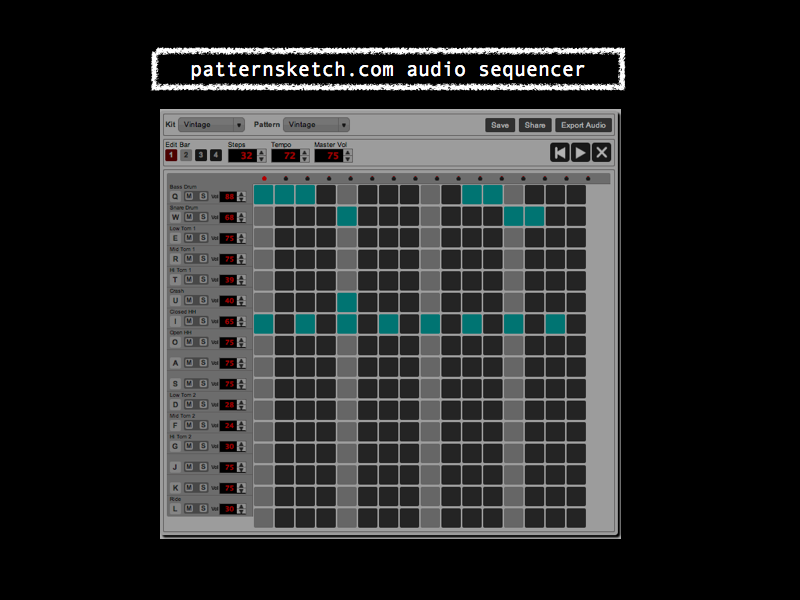 patternsketch.com audio sequencer
Kit Vintage Pattern Vintage Save Share Export Audio
Edit Bar Steps Tempo Master Vol
1 2 3 4 32 72 75
Bass Drum
Q M S Vol 88
Snare Drum
W M S Vol 68
Low Tom 1
E M S Vol 75
Mid Tom 1
R M S Vol 75
Hi Tom 1
T M S Vol 39
Crash
U M S Vol 40
Closed HH
I M S Vol 65
Open HH
O M S Vol 75
A M S Vol 75
S M S Vol 75
Low Tom 2
D M S Vol 28
Mid Tom 2
F M S Vol 24
Hi Tom 2
G M S Vol 30
J M S Vol 75
K M S Vol 75
Ride
L M S Vol 50